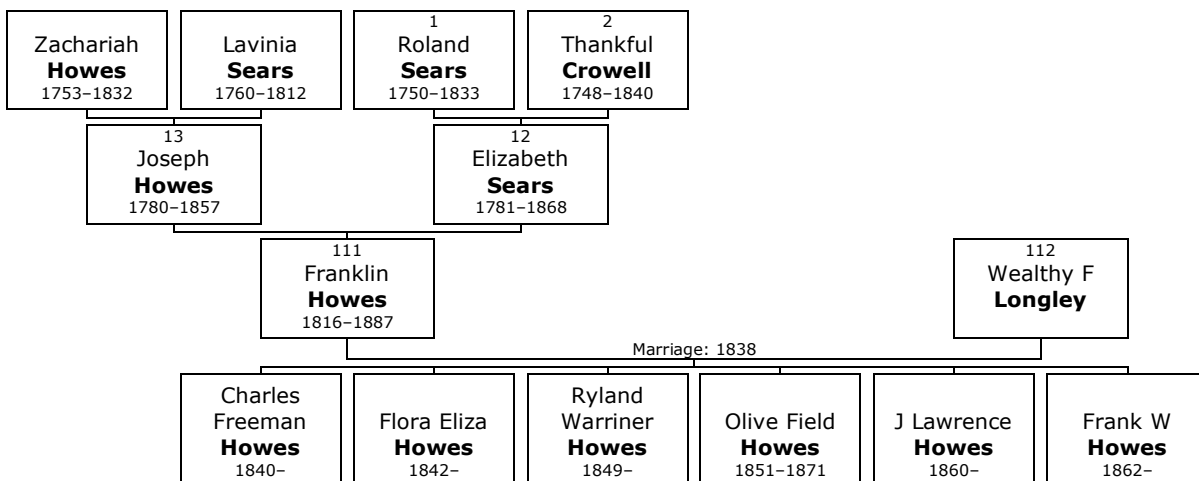 Zachariah
Howes
1753–1832
Lavinia
Sears
1760–1812
1
Roland
Sears
1750–1833
2
Thankful
Crowell
1748–1840
13
Joseph
Howes
1780–1857
12
Elizabeth
Sears
1781–1868
111
Franklin
Howes
1816–1887
112
Wealthy F
Longley
Marriage: 1838
Charles
Freeman
Howes
1840–
Flora Eliza
Howes
1842–
Ryland
Warriner
Howes
1849–
Olive Field
Howes
1851–1871
J Lawrence
Howes
1860–
Frank W
Howes
1862–